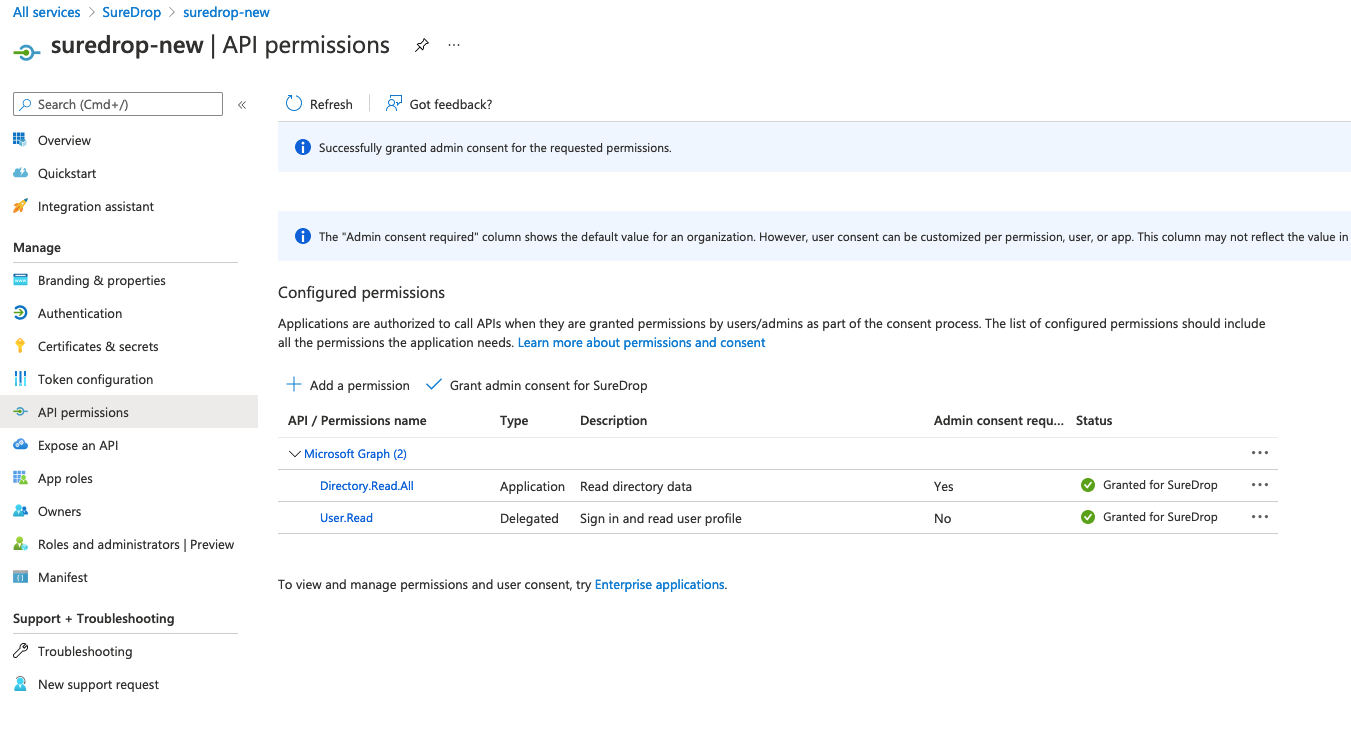 All services > SureDrop > suredrop-new
suredrop-new | API permissions ...
Search (Cmd+/) «
Overview
Quickstart
Integration assistant
Manage
Branding & properties
Authentication
Certificates & secrets
Token configuration
API permissions
Expose an API
App roles
Owners
Roles and administrators | Preview
Manifest
Support + Troubleshooting
Troubleshooting
New support request
Refresh | Got feedback?
Successfully granted admin consent for the requested permissions.
The "Admin consent required" column shows the default value for an organization. However, user consent can be customized per permission, user, or app. This column may not reflect the value in
Configured permissions
Applications are authorized to call APIs when they are granted permissions by users/admins as part of the consent process. The list of configured permissions should include
all the permissions the application needs. Learn more about permissions and consent
Add a permission Grant admin consent for SureDrop
API / Permissions name Type Description Admin consent requ... Status
Microsoft Graph (2) ...
Directory.Read.All Application Read directory data Yes Granted for SureDrop ...
User.Read Delegated Sign in and read user profile No Granted for SureDrop ...
To view and manage permissions and user consent, try Enterprise applications.